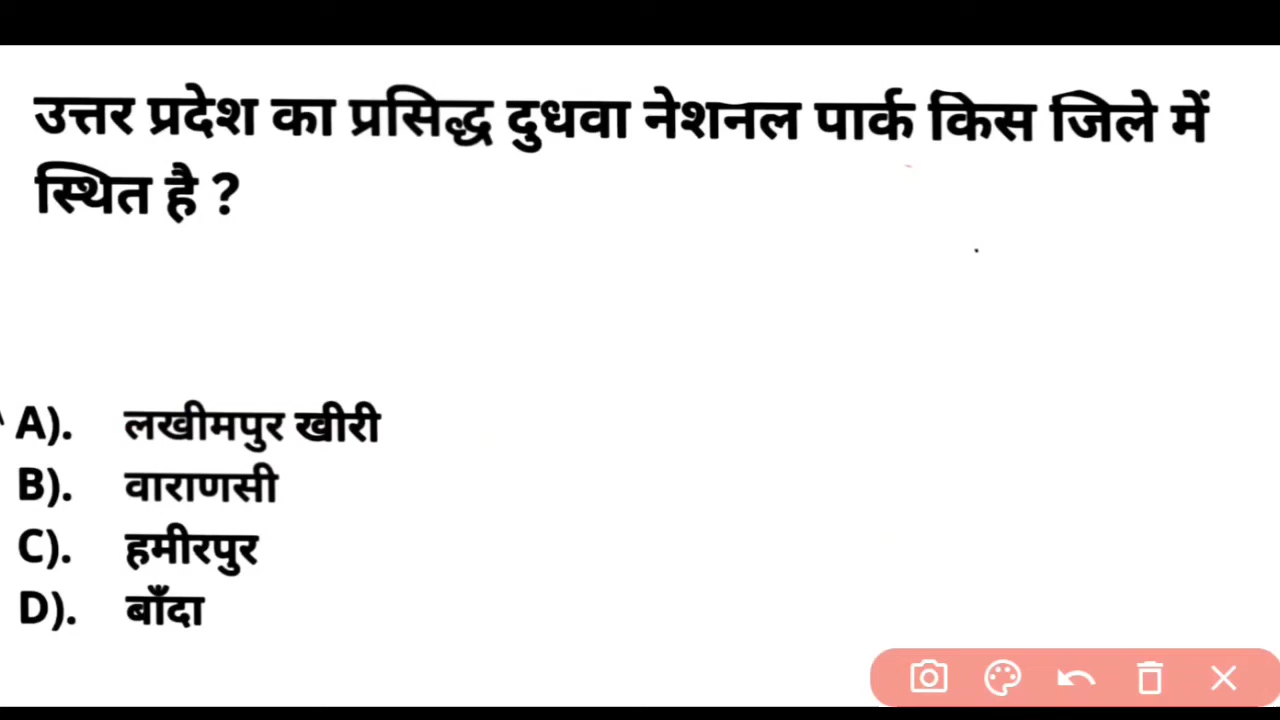 उत्तर प्रदेश का प्रसिद्ध दुधवा नेशनल पार्क किस जिले में
स्थित है ?
A). लखीमपुर खीरी
B). वाराणसी
C). हमीरपुर
D). बाँदा